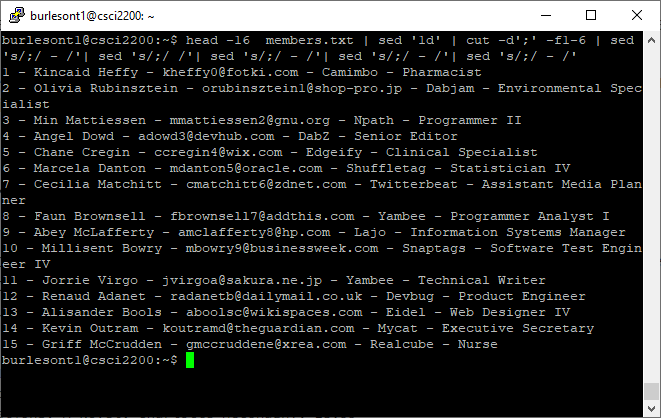 burlesont1@csci2200: ~
burlesont1@csci2200:~$ head -16  members.txt | sed '1d' | cut -d';' -f1-6 | sed
's/;/ - /'| sed 's/;/ /'| sed 's/;/ - /'| sed 's/;/ - /'| sed 's/;/ - /'
1 - Kincaid Heffy - kheffy0@fotki.com - Camimbo - Pharmacist
2 - Olivia Rubinsztein - orubinsztein1@shop-pro.jp - Dabjam - Environmental Spec
ialist
3 - Min Mattiessen - mmattiessen2@gnu.org - Npath - Programmer II
4 - Angel Dowd - adowd3@devhub.com - DabZ - Senior Editor
5 - Chane Cregin - ccregin4@wix.com - Edgeify - Clinical Specialist
6 - Marcela Danton - mdanton5@oracle.com - Shuffletag - Statistician IV
7 - Cecilia Matchitt - cmatchitt6@zdnet.com - Twitterbeat - Assistant Media Plan
ner
8 - Faun Brownsell - fbrownsell7@addthis.com - Yambee - Programmer Analyst I
9 - Abey McLafferty - amclafferty8@hp.com - Lajo - Information Systems Manager
10 - Millisent Bowry - mbowry9@businessweek.com - Snaptags - Software Test Engin
eer IV
11 - Jorrie Virgo - jvirgoa@sakura.ne.jp - Yambee - Technical Writer
12 - Renaud Adanet - radanetb@dailymail.co.uk - Devbug - Product Engineer
13 - Alisander Bools - aboolsc@wikispaces.com - Eidel - Web Designer IV
14 - Kevin Outram - koutramd@theguardian.com - Mycat - Executive Secretary
15 - Griff McCrudden - gmccruddene@xrea.com - Realcube - Nurse
burlesont1@csci2200:~$